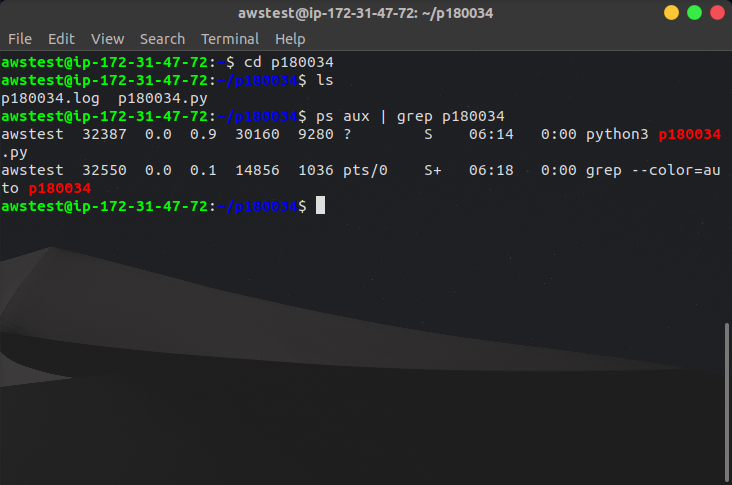 awstest@ip-172-31-47-72: ~/p180034
File Edit View Search Terminal Help
awstest@ip-172-31-47-72:~$ cd p180034
awstest@ip-172-31-47-72:~/p180034$ ls
p180034.log  p180034.py
awstest@ip-172-31-47-72:~/p180034$ ps aux | grep p180034
awstest  32387  0.0  0.9  30160  9280 ?        S    06:14   0:00 python3 p180034
.py
awstest  32550  0.0  0.1  14856  1036 pts/0    S+   06:18   0:00 grep --color=au
to p180034
awstest@ip-172-31-47-72:~/p180034$